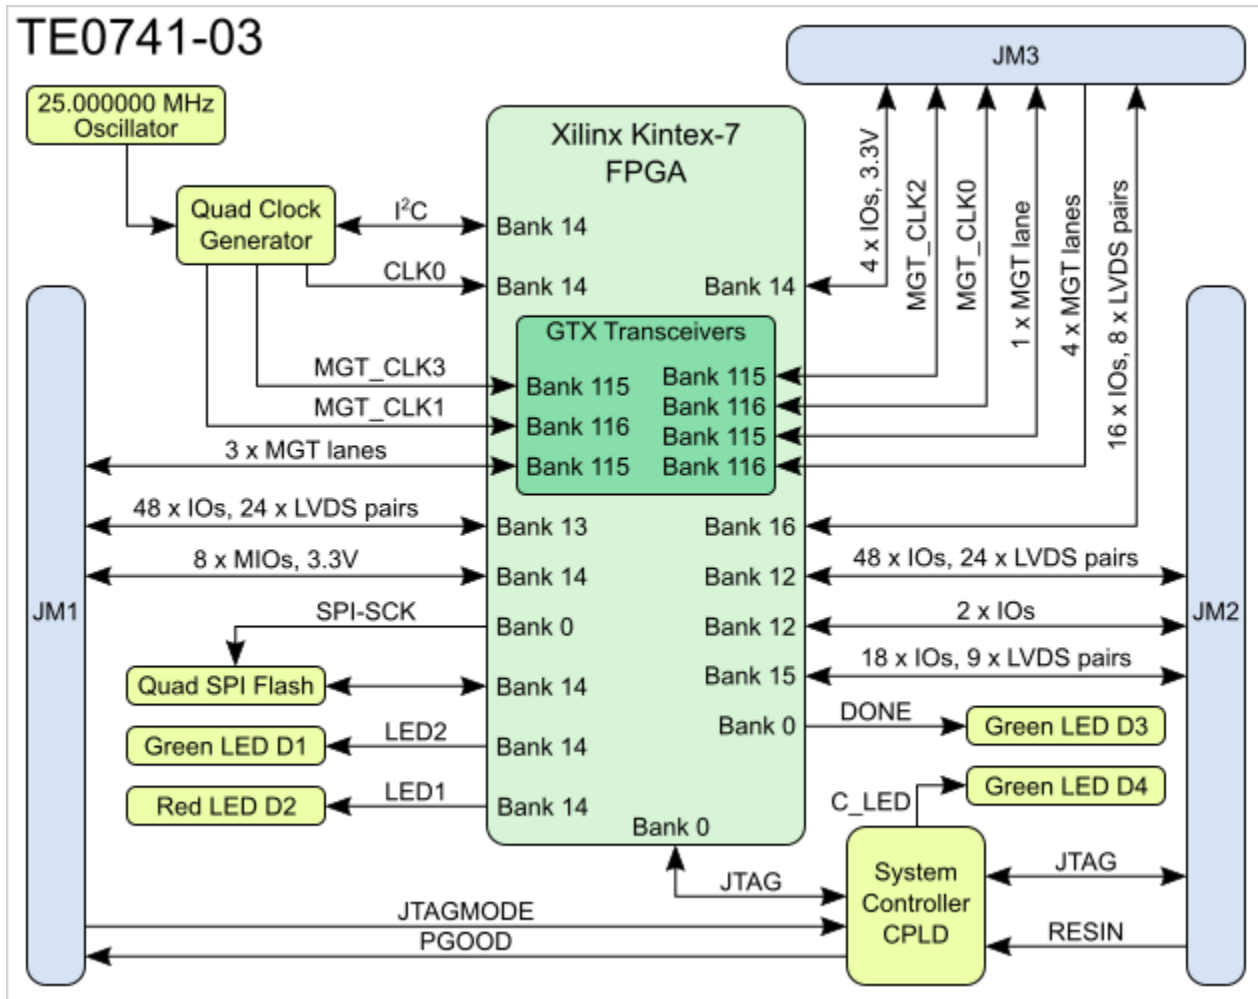 TE0741-03
JM3
25.000000 MHz
Oscillator
Xilinx Kintex-7
FPGA
Quad Clock
Generator
I²C
Bank 14
CLK0
Bank 14
Bank 14
4 x IOs, 3.3V
MGT_CLK2
MGT_CLK0
1 x MGT lane
4 x MGT lanes
16 x IOs, 8 x LVDS pairs
GTX Transceivers
MGT_CLK3
Bank 115
Bank 115
MGT_CLK1
Bank 116
Bank 116
3 x MGT lanes
Bank 115
Bank 115
Bank 116
48 x IOs, 24 x LVDS pairs
Bank 13
Bank 16
8 x MIOs, 3.3V
Bank 14
Bank 12
48 x IOs, 24 x LVDS pairs
JM1
SPI-SCK
Bank 0
Bank 12
2 x IOs
JM2
Quad SPI Flash
Bank 14
Bank 15
18 x IOs, 9 x LVDS pairs
Green LED D1
LED2
Bank 14
Bank 0
DONE
Green LED D3
Red LED D2
LED1
Bank 14
Bank 0
C_LED
Green LED D4
JTAG
System
Controller
CPLD
JTAG
JTAGMODE
PGOOD
RESIN